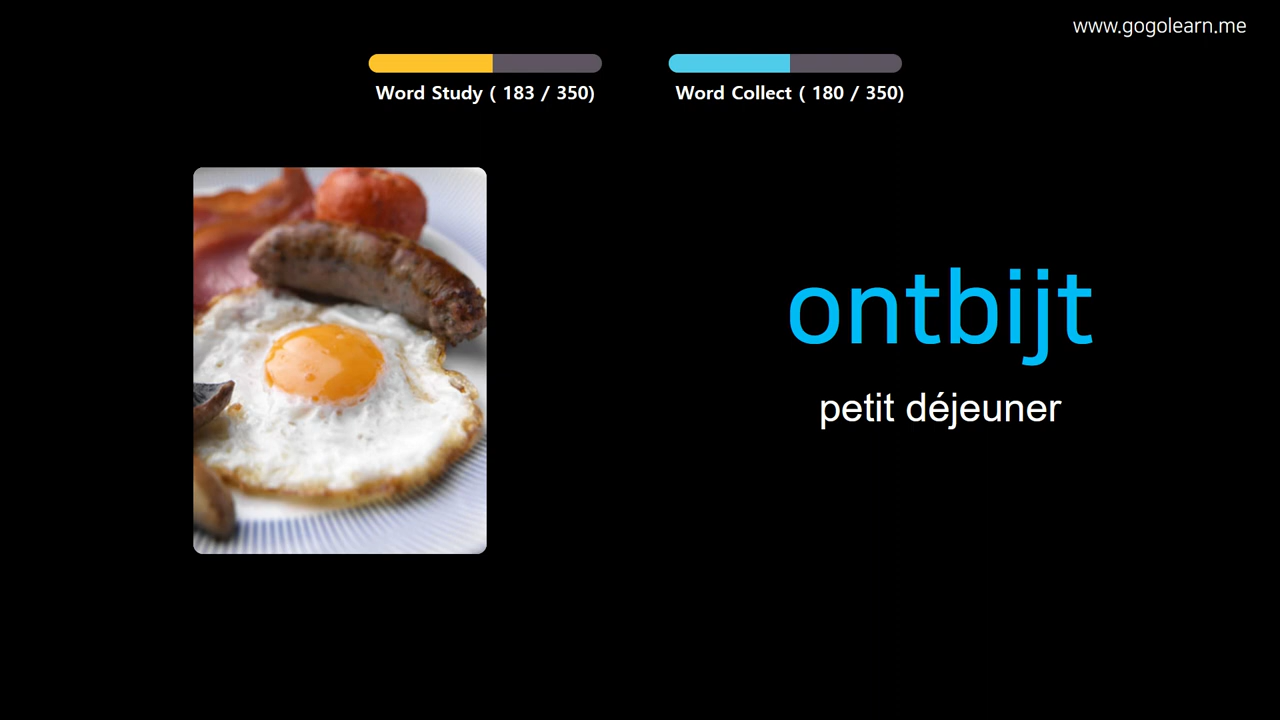 www.gogolearn.me
Word Study ( 183 / 350)
Word Collect ( 180 / 350)
ontbijt
petit déjeuner